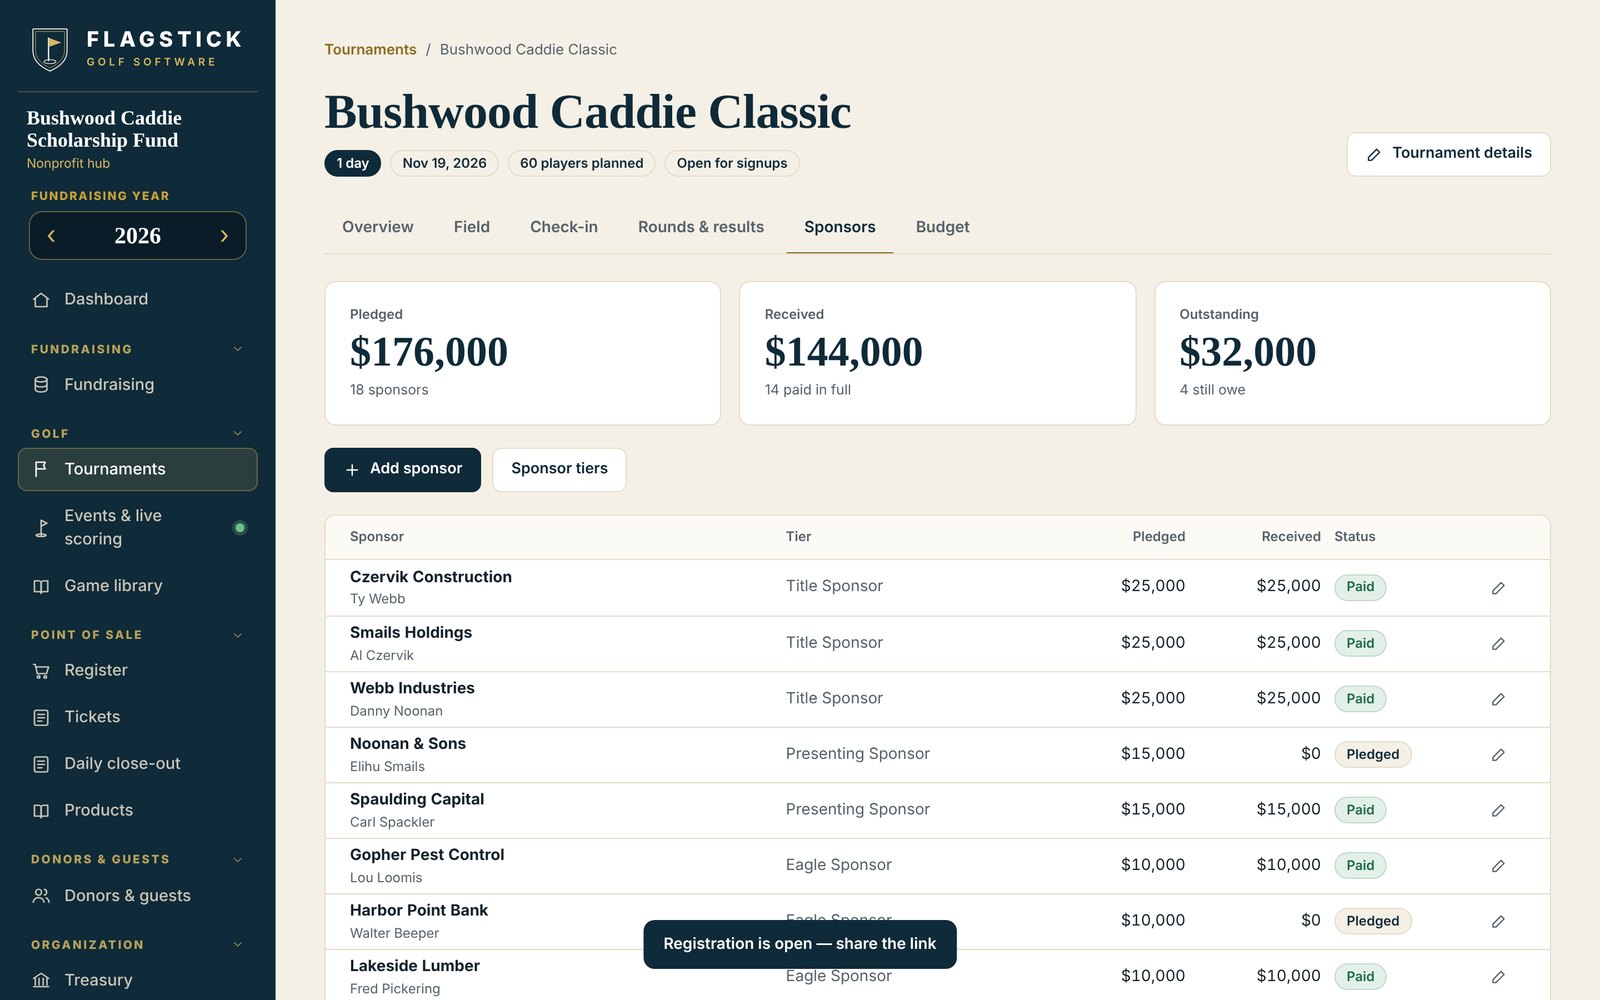 FLAGSTICK
GOLF SOFTWARE
Bushwood Caddie
Scholarship Fund
Nonprofit hub
FUNDRAISING YEAR
2026
Dashboard
FUNDRAISING
Fundraising
GOLF
Tournaments
Events & live
scoring
Game library
POINT OF SALE
Register
Tickets
Daily close-out
Products
DONORS & GUESTS
Donors & guests
ORGANIZATION
Treasury
Tournaments / Bushwood Caddie Classic
Bushwood Caddie Classic
1 day Nov 19, 2026 60 players planned Open for signups
Tournament details
Overview Field Check-in Rounds & results Sponsors Budget
Pledged
$176,000
18 sponsors
Received
$144,000
14 paid in full
Outstanding
$32,000
4 still owe
+ Add sponsor Sponsor tiers
Sponsor Tier Pledged Received Status
Czervik Construction
Ty Webb
Title Sponsor $25,000 $25,000 Paid
Smails Holdings
Al Czervik
Title Sponsor $25,000 $25,000 Paid
Webb Industries
Danny Noonan
Title Sponsor $25,000 $25,000 Paid
Noonan & Sons
Elihu Smails
Presenting Sponsor $15,000 $0 Pledged
Spaulding Capital
Carl Spackler
Presenting Sponsor $15,000 $15,000 Paid
Gopher Pest Control
Lou Loomis
Eagle Sponsor $10,000 $10,000 Paid
Harbor Point Bank
Walter Beeper
Eagle Sponsor $10,000 $0 Pledged
Lakeside Lumber
Fred Pickering
Eagle Sponsor $10,000 $10,000 Paid
Registration is open — share the link